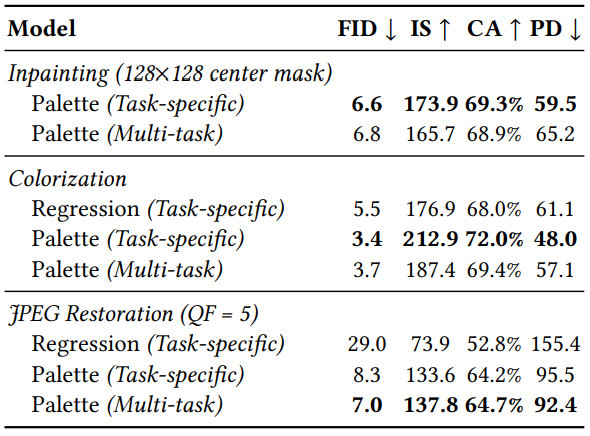 Model FID ↓ IS ↑ CA ↑ PD ↓
Inpainting (128×128 center mask)
Palette (Task-specific) 6.6 173.9 69.3% 59.5
Palette (Multi-task) 6.8 165.7 68.9% 65.2
Colorization
Regression (Task-specific) 5.5 176.9 68.0% 61.1
Palette (Task-specific) 3.4 212.9 72.0% 48.0
Palette (Multi-task) 3.7 187.4 69.4% 57.1
JPEG Restoration (QF = 5)
Regression (Task-specific) 29.0 73.9 52.8% 155.4
Palette (Task-specific) 8.3 133.6 64.2% 95.5
Palette (Multi-task) 7.0 137.8 64.7% 92.4